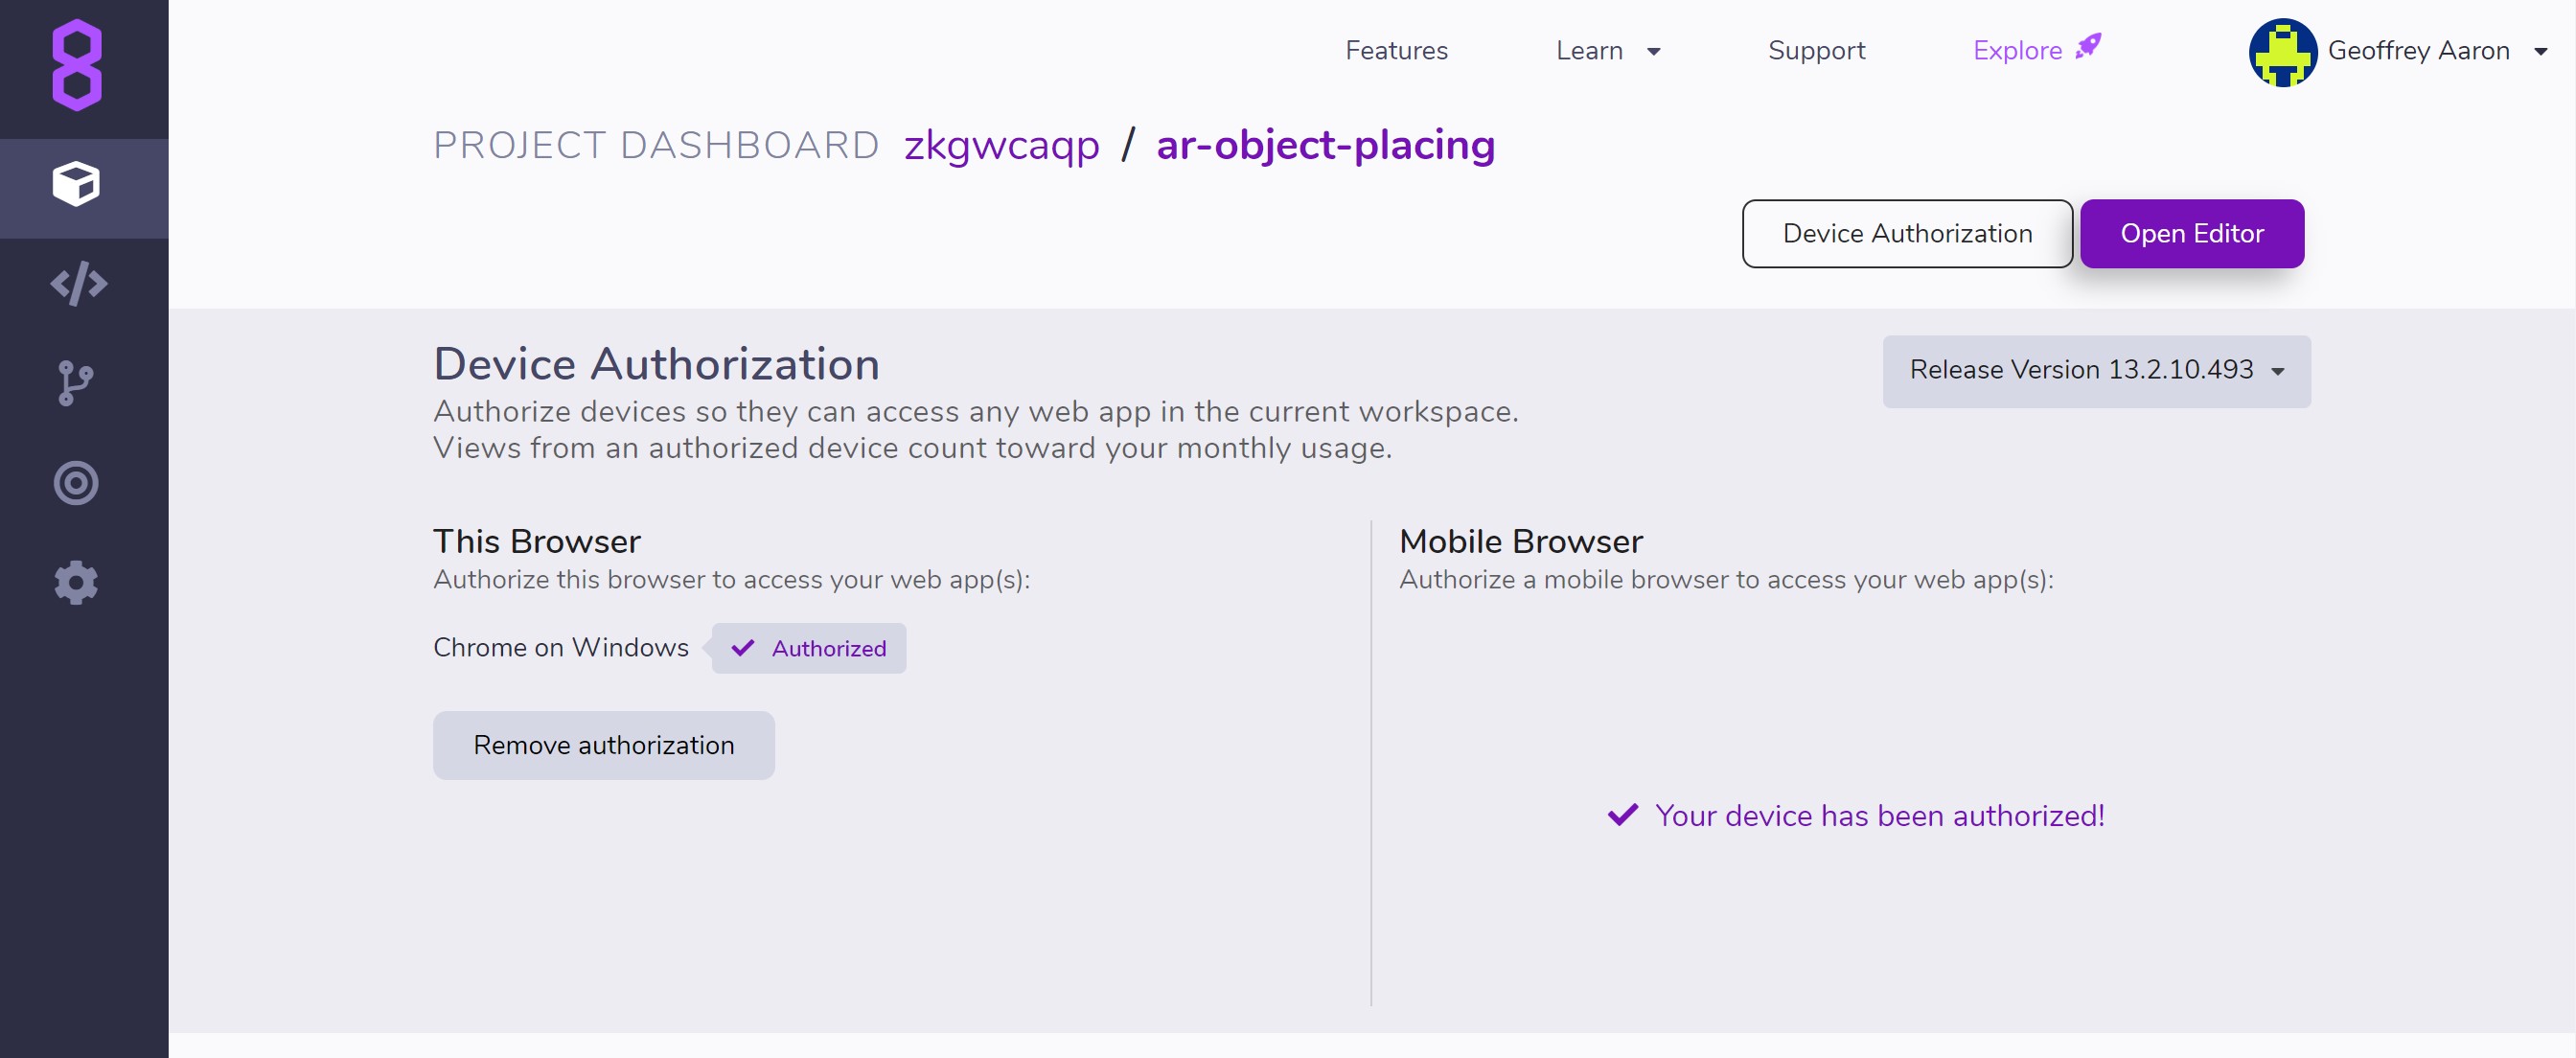 Features Learn Support Explore Geoffrey Aaron
PROJECT DASHBOARD zkgwcaqp / ar-object-placing
Device Authorization Open Editor
Device Authorization
Release Version 13.2.10.493
Authorize devices so they can access any web app in the current workspace.
Views from an authorized device count toward your monthly usage.
This Browser
Authorize this browser to access your web app(s):
Chrome on Windows Authorized
Remove authorization
Mobile Browser
Authorize a mobile browser to access your web app(s):
Your device has been authorized!